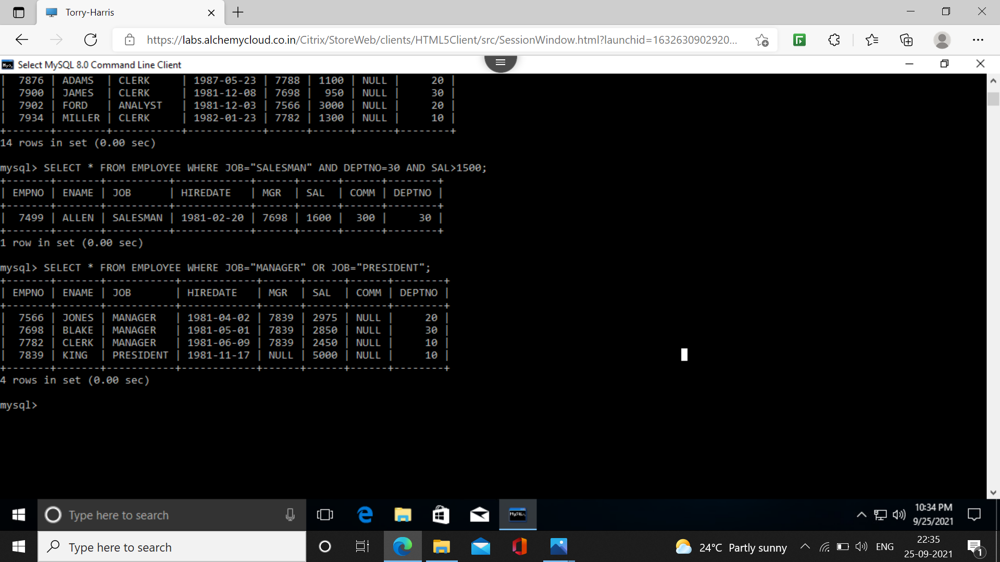 Torry-Harris
https://labs.alchemycloud.co.in/Citrix/StoreWeb/clients/HTML5Client/src/SessionWindow.html?launchid=1632630902920...
Select MySQL 8.0 Command Line Client
|  7876 | ADAMS  | CLERK     | 1987-05-23 | 7788 | 1100 | NULL |     20 |
|  7900 | JAMES  | CLERK     | 1981-12-08 | 7698 |  950 | NULL |     30 |
|  7902 | FORD   | ANALYST   | 1981-12-03 | 7566 | 3000 | NULL |     20 |
|  7934 | MILLER | CLERK     | 1982-01-23 | 7782 | 1300 | NULL |     10 |
+-------+--------+-----------+------------+------+------+------+--------+
14 rows in set (0.00 sec)
mysql> SELECT * FROM EMPLOYEE WHERE JOB="SALESMAN" AND DEPTNO=30 AND SAL>1500;
+-------+-------+----------+------------+------+------+------+--------+
| EMPNO | ENAME | JOB      | HIREDATE   | MGR  | SAL  | COMM | DEPTNO |
+-------+-------+----------+------------+------+------+------+--------+
|  7499 | ALLEN | SALESMAN | 1981-02-20 | 7698 | 1600 |  300 |     30 |
+-------+-------+----------+------------+------+------+------+--------+
1 row in set (0.00 sec)
mysql> SELECT * FROM EMPLOYEE WHERE JOB="MANAGER" OR JOB="PRESIDENT";
+-------+-------+-----------+------------+------+------+------+--------+
| EMPNO | ENAME | JOB       | HIREDATE   | MGR  | SAL  | COMM | DEPTNO |
+-------+-------+-----------+------------+------+------+------+--------+
|  7566 | JONES | MANAGER   | 1981-04-02 | 7839 | 2975 | NULL |     20 |
|  7698 | BLAKE | MANAGER   | 1981-05-01 | 7839 | 2850 | NULL |     30 |
|  7782 | CLERK | MANAGER   | 1981-06-09 | 7839 | 2450 | NULL |     10 |
|  7839 | KING  | PRESIDENT | 1981-11-17 | NULL | 5000 | NULL |     10 |
+-------+-------+-----------+------------+------+------+------+--------+
4 rows in set (0.00 sec)
mysql>
Type here to search
10:34 PM
9/25/2021
Type here to search
24°C Partly sunny
ENG
22:35
25-09-2021
1